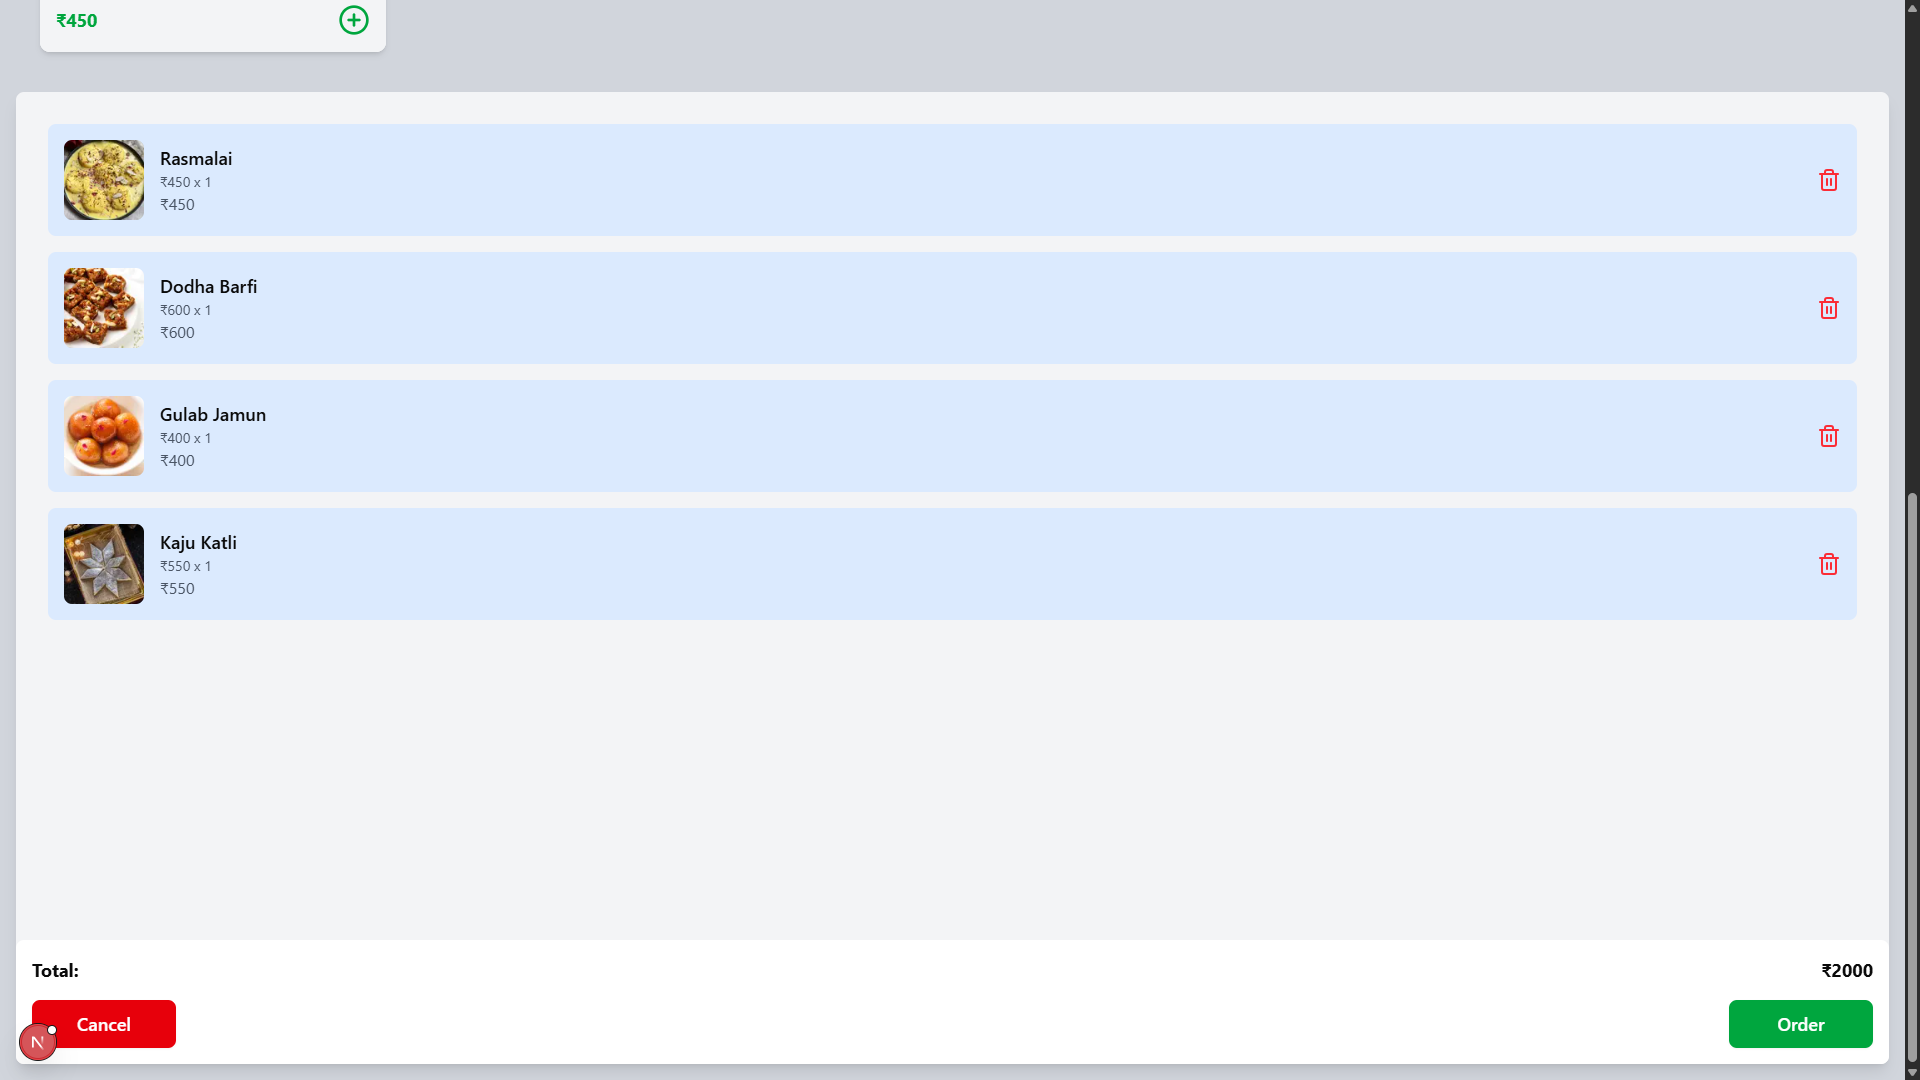 ₹450
Rasmalai
₹450 x 1
₹450
Dodha Barfi
₹600 x 1
₹600
Gulab Jamun
₹400 x 1
₹400
Kaju Katli
₹550 x 1
₹550
Total:
₹2000
Cancel
Order
N